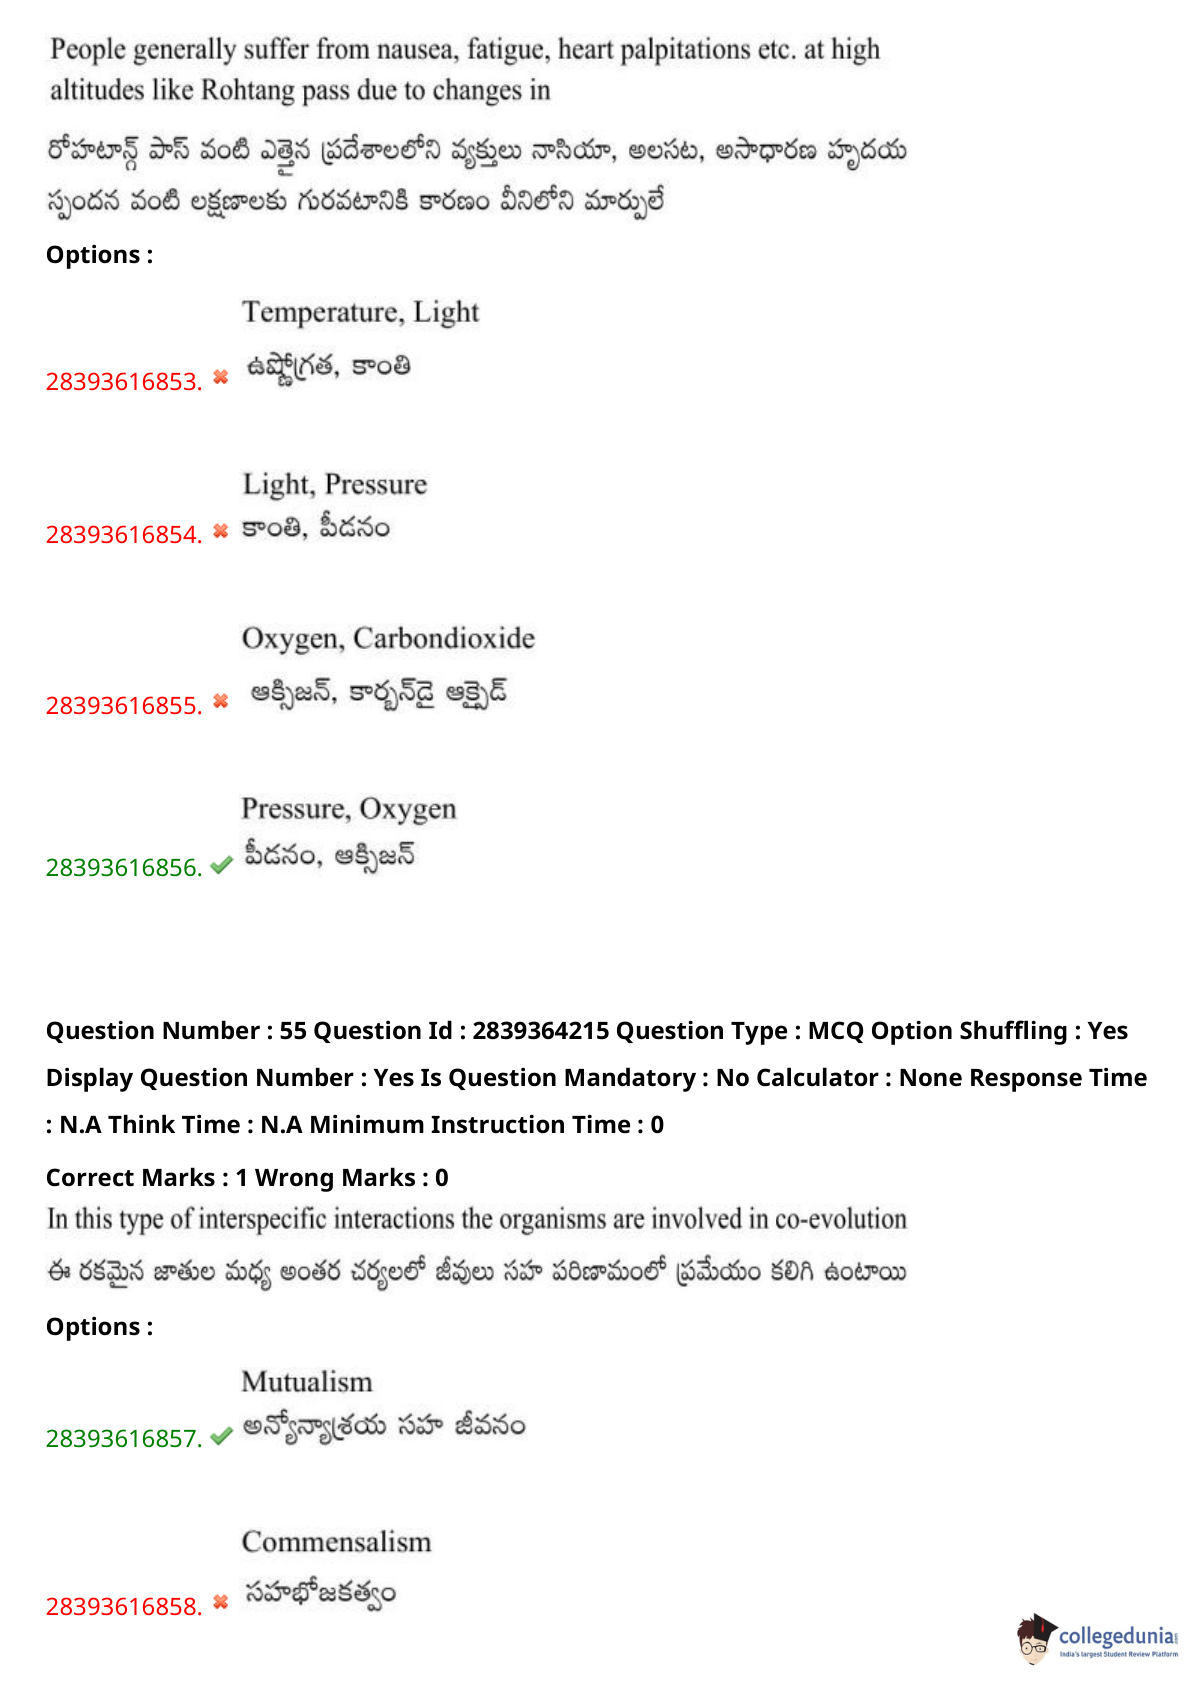 People generally suffer from nausea, fatigue, heart palpitations etc. at high
altitudes like Rohtang pass due to changes in
రోహటాన్గ్ పాస్ వంటి ఎత్తైన ప్రదేశాలలోని వ్యక్తులు నాసియా, అలసట, అసాధారణ హృదయ
స్పందన వంటి లక్షణాలకు గురవటానికి కారణం వీనిలోని మార్పులే
Options :
Temperature, Light
28393616853. ఉష్ణోగ్రత, కాంతి
Light, Pressure
28393616854. కాంతి, పీడనం
Oxygen, Carbondioxide
28393616855. ఆక్సిజన్, కార్బన్‌డై ఆక్సైడ్
Pressure, Oxygen
28393616856. పీడనం, ఆక్సిజన్
Question Number : 55 Question Id : 2839364215 Question Type : MCQ Option Shuffling : Yes
Display Question Number : Yes Is Question Mandatory : No Calculator : None Response Time
: N.A Think Time : N.A Minimum Instruction Time : 0
Correct Marks : 1 Wrong Marks : 0
In this type of interspecific interactions the organisms are involved in co-evolution
ఈ రకమైన జాతుల మధ్య అంతర చర్యలలో జీవులు సహ పరిణామంలో ప్రమేయం కలిగి ఉంటాయి
Options :
Mutualism
28393616857. అన్యోన్యాశ్రయ సహ జీవనం
Commensalism
28393616858. సహభోజకత్వం
collegedunia
India's largest Student Review Platform